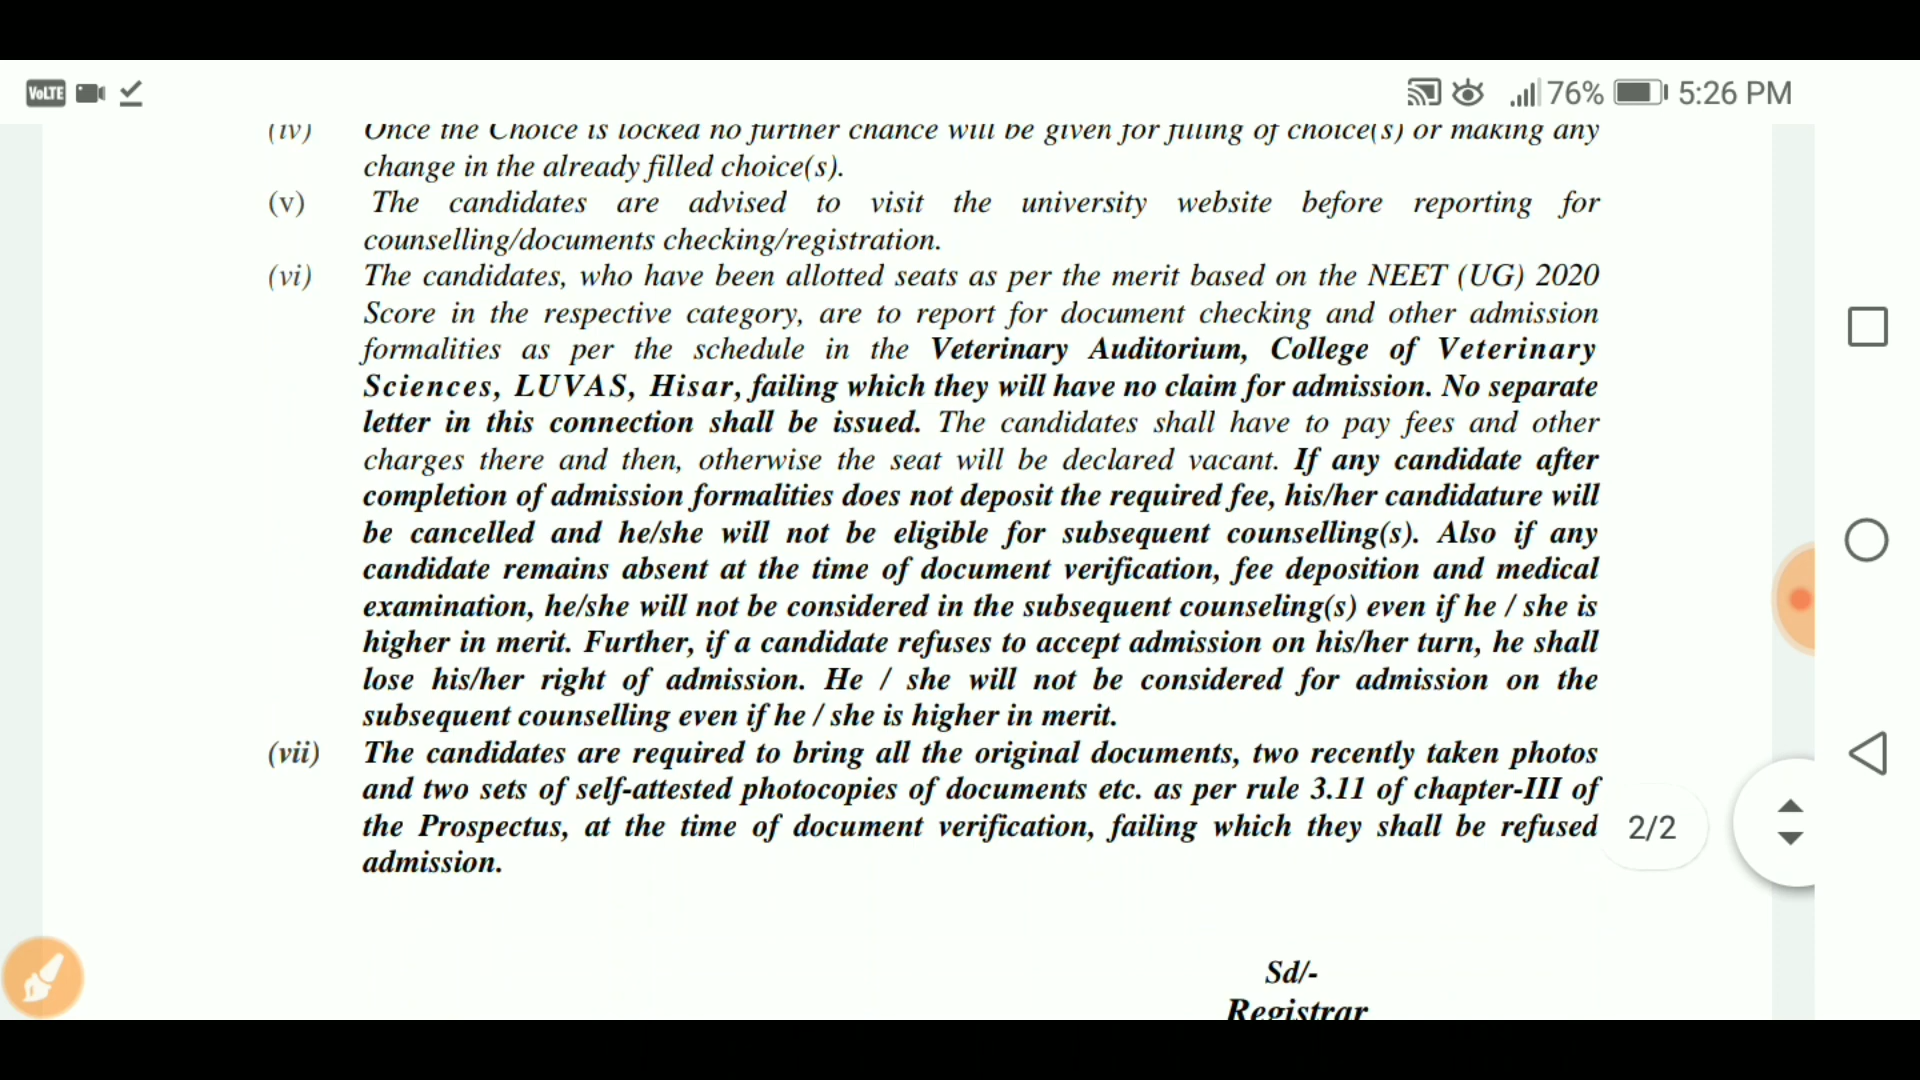 VoLTE 76% 5:26 PM
(iv) Once the Choice is locked no further chance will be given for filling of choice(s) or making any
change in the already filled choice(s).
(v) The candidates are advised to visit the university website before reporting for
counselling/documents checking/registration.
(vi) The candidates, who have been allotted seats as per the merit based on the NEET (UG) 2020
Score in the respective category, are to report for document checking and other admission
formalities as per the schedule in the Veterinary Auditorium, College of Veterinary
Sciences, LUVAS, Hisar, failing which they will have no claim for admission. No separate
letter in this connection shall be issued. The candidates shall have to pay fees and other
charges there and then, otherwise the seat will be declared vacant. If any candidate after
completion of admission formalities does not deposit the required fee, his/her candidature will
be cancelled and he/she will not be eligible for subsequent counselling(s). Also if any
candidate remains absent at the time of document verification, fee deposition and medical
examination, he/she will not be considered in the subsequent counseling(s) even if he / she is
higher in merit. Further, if a candidate refuses to accept admission on his/her turn, he shall
lose his/her right of admission. He / she will not be considered for admission on the
subsequent counselling even if he / she is higher in merit.
(vii) The candidates are required to bring all the original documents, two recently taken photos
and two sets of self-attested photocopies of documents etc. as per rule 3.11 of chapter-III of
the Prospectus, at the time of document verification, failing which they shall be refused
admission.
2/2
Sd/-
Registrar